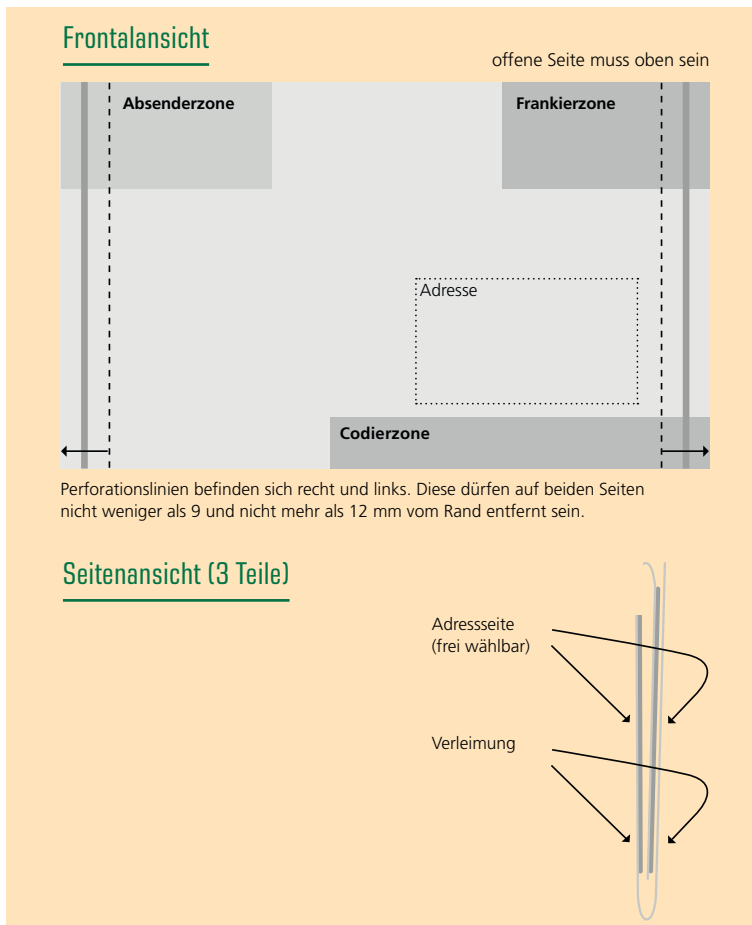 Frontalansicht
offene Seite muss oben sein
Absenderzone
Frankierzone
Adresse
Codierzone
Perforationslinien befinden sich recht und links. Diese dürfen auf beiden Seiten
nicht weniger als 9 und nicht mehr als 12 mm vom Rand entfernt sein.
Seitenansicht (3 Teile)
Adressseite
(frei wählbar)
Verleimung